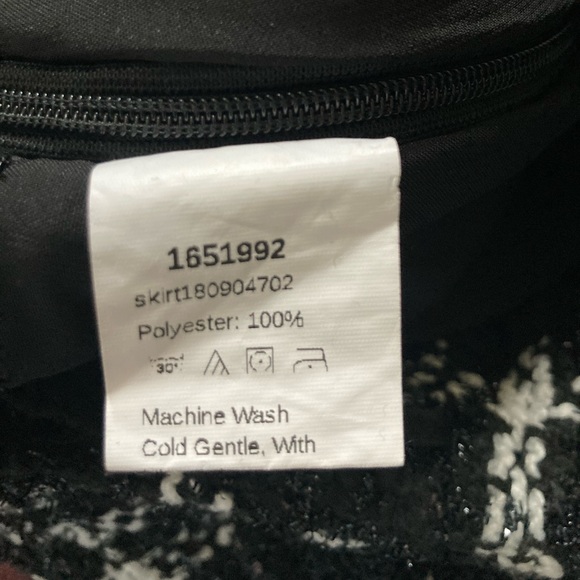 1651992
skirt180904702
Polyester: 100%
30°
Machine Wash
Cold Gentle, With